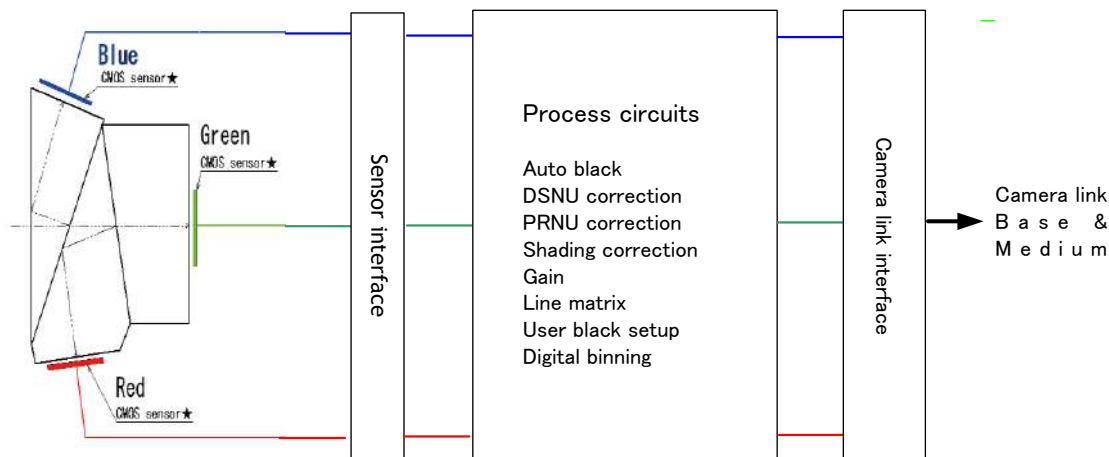 Blue
CMOS sensor★
Green
CMOS sensor★
Red
CMOS sensor★
Sensor interface
Process circuits
Auto black
DSNU correction
PRNU correction
Shading correction
Gain
Line matrix
User black setup
Digital binning
Camera link interface
Camera link
Base &
Medium